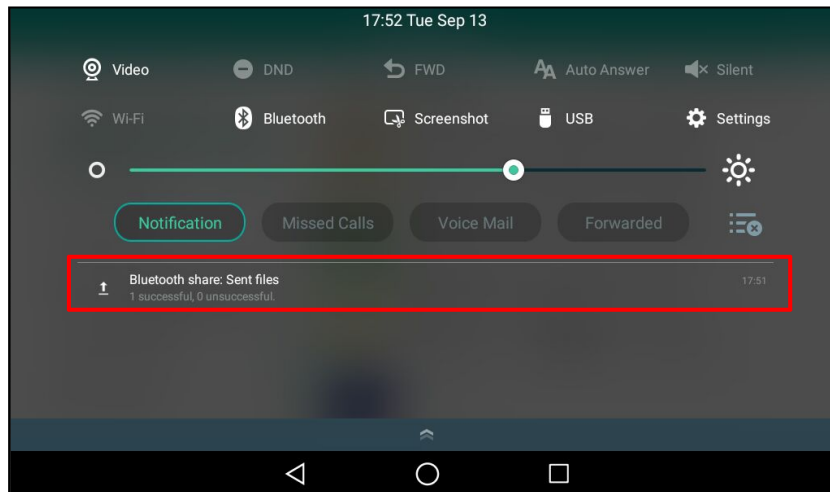 17:52 Tue Sep 13
Video DND FWD Auto Answer Silent
Wi-Fi Bluetooth Screenshot USB Settings
Notification Missed Calls Voice Mail Forwarded
Bluetooth share: Sent files 17:51
1 successful, 0 unsuccessful.